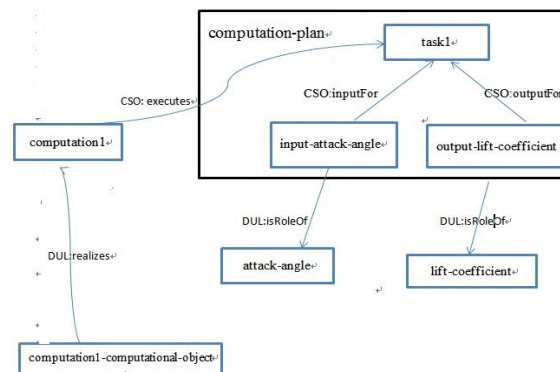 computation-plan
task1
CSO: executes
CSO:inputFor
CSO:outputFor
computation1
input-attack-angle
output-lift-coefficient
DUL:isRoleOf
DUL:isRoleOf
DUL:realizes
attack-angle
lift-coefficient
computation1-computational-object